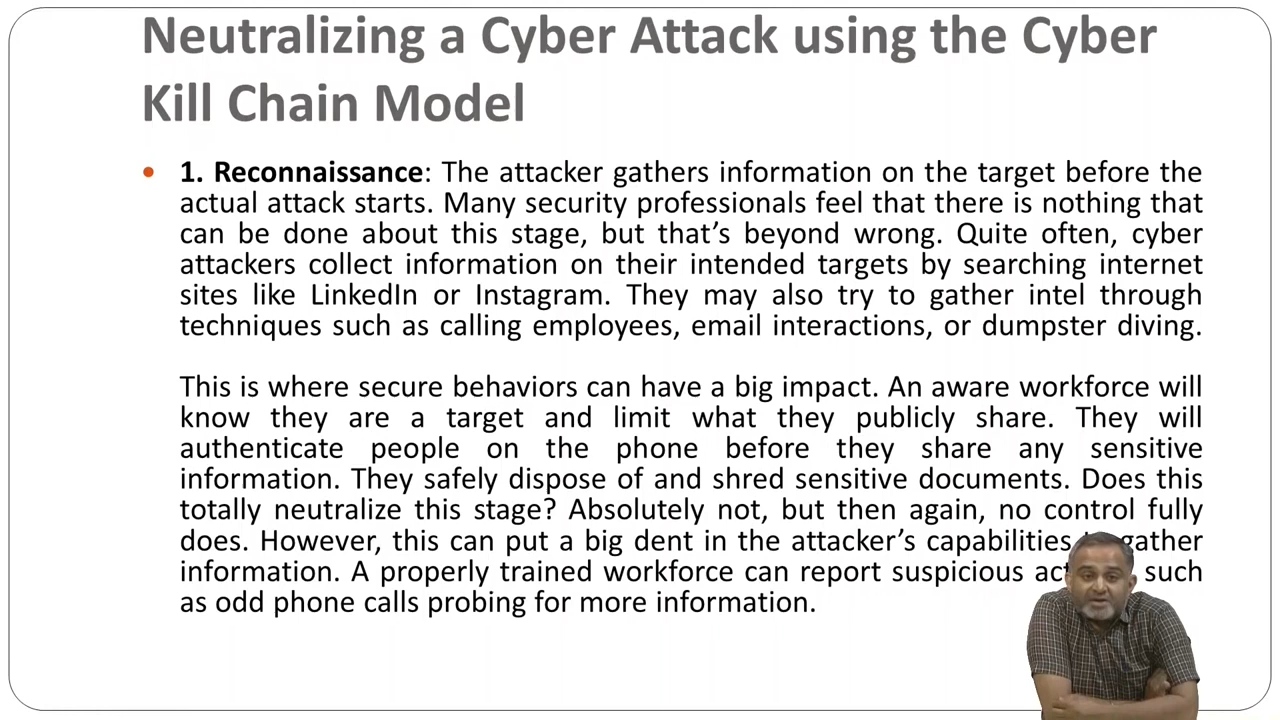 Neutralizing a Cyber Attack using the Cyber
Kill Chain Model
• 1. Reconnaissance: The attacker gathers information on the target before the
actual attack starts. Many security professionals feel that there is nothing that
can be done about this stage, but that’s beyond wrong. Quite often, cyber
attackers collect information on their intended targets by searching internet
sites like LinkedIn or Instagram. They may also try to gather intel through
techniques such as calling employees, email interactions, or dumpster diving.
This is where secure behaviors can have a big impact. An aware workforce will
know they are a target and limit what they publicly share. They will
authenticate people on the phone before they share any sensitive
information. They safely dispose of and shred sensitive documents. Does this
totally neutralize this stage? Absolutely not, but then again, no control fully
does. However, this can put a big dent in the attacker’s capabilities gather
information. A properly trained workforce can report suspicious such
as odd phone calls probing for more information.